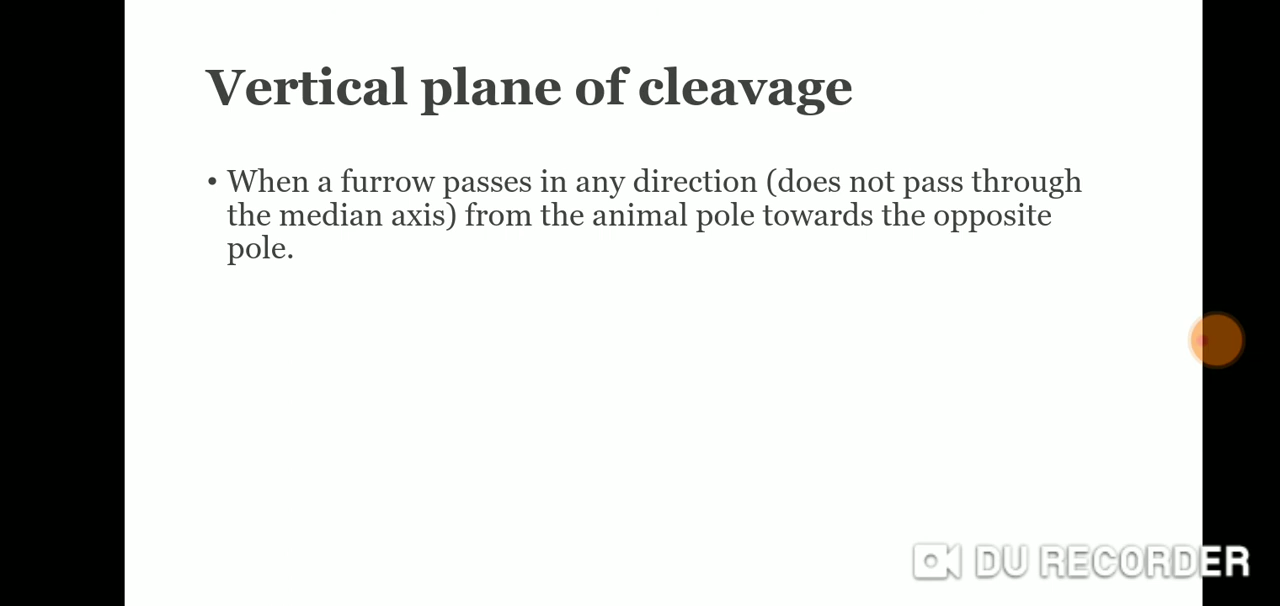 Vertical plane of cleavage
• When a furrow passes in any direction (does not pass through
the median axis) from the animal pole towards the opposite
pole.
DU RECORDER